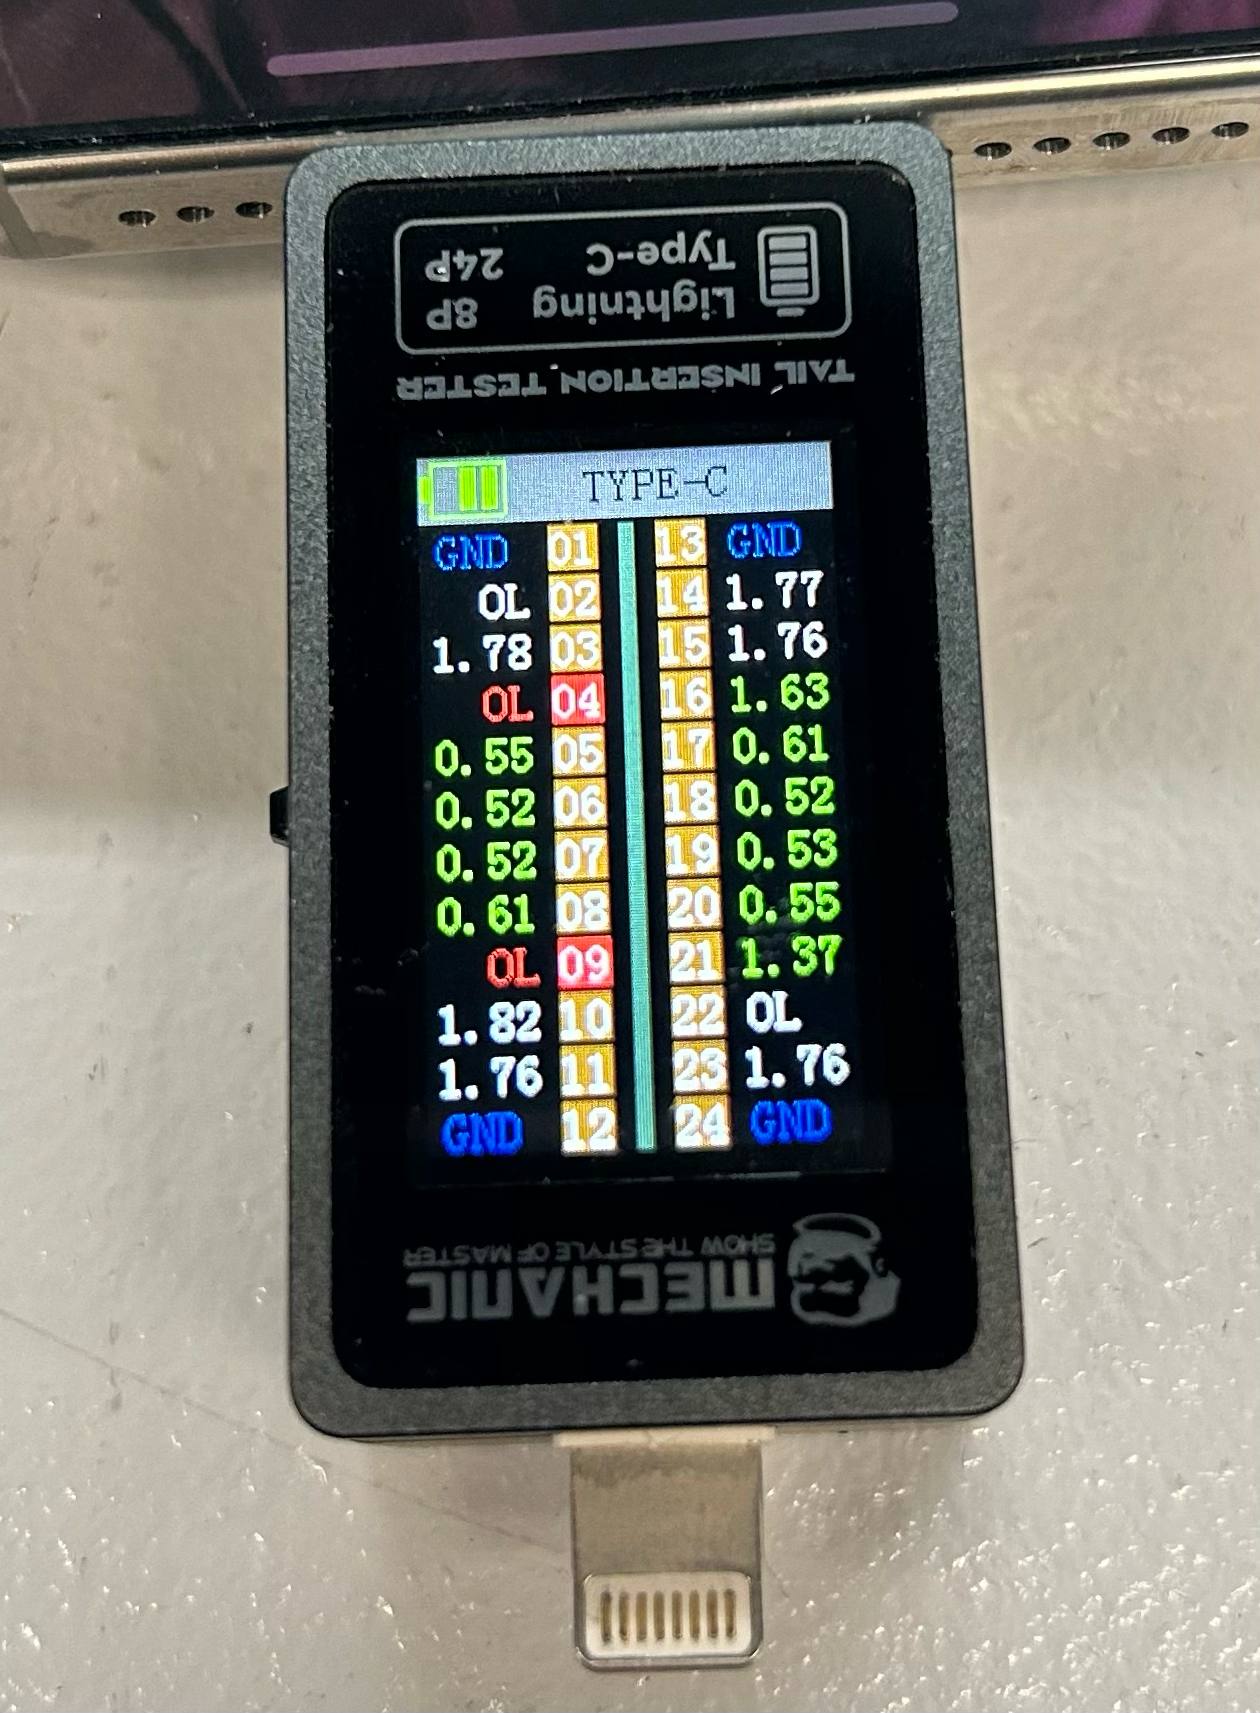 Lightning 8P
Type-C 24P
TAIL INSERTION TESTER
TYPE-C
GND 01 13 GND
OL 02 14 1.77
1.78 03 15 1.76
OL 04 16 1.63
0.55 05 17 0.61
0.52 06 18 0.52
0.52 07 19 0.53
0.61 08 20 0.55
OL 09 21 1.37
1.82 10 22 OL
1.76 11 23 1.76
GND 12 24 GND
MECHANIC
SHOW THE STYLE OF MASTER